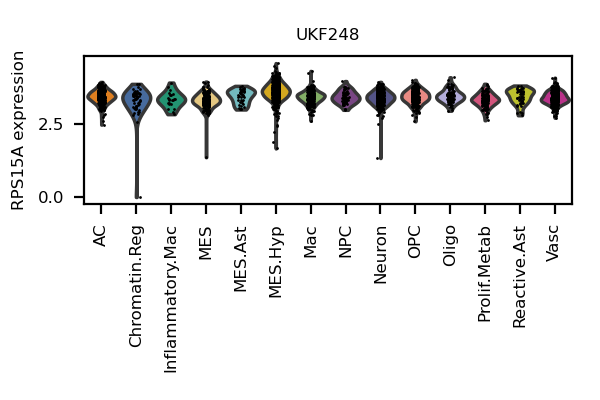 UKF248
RPS15A expression
2.5
0.0
AC
Chromatin.Reg
Inflammatory.Mac
MES
MES.Ast
MES.Hyp
Mac
NPC
Neuron
OPC
Oligo
Prolif.Metab
Reactive.Ast
Vasc